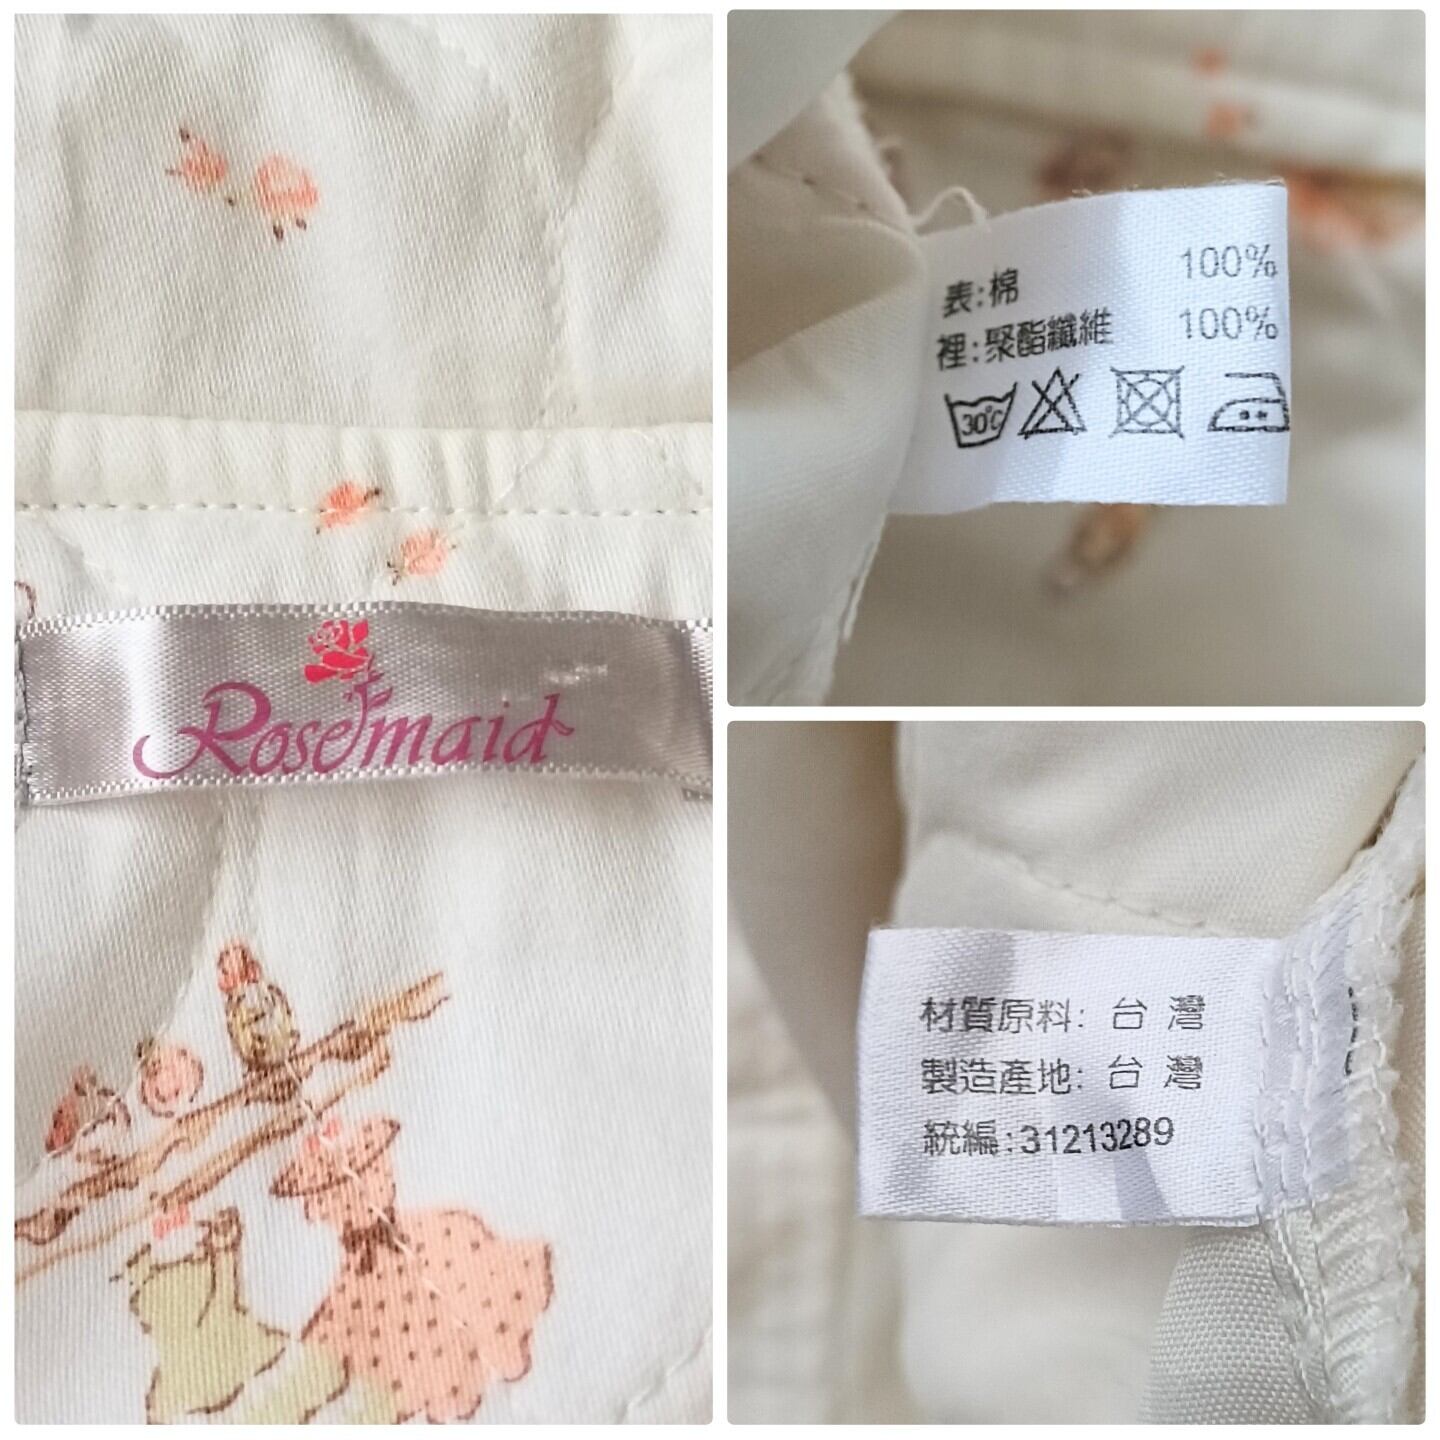 Rosemaid
表:棉 100%
裡:聚酯纖維 100%
30°c
材質原料: 台灣
製造產地: 台灣
統編:31213289